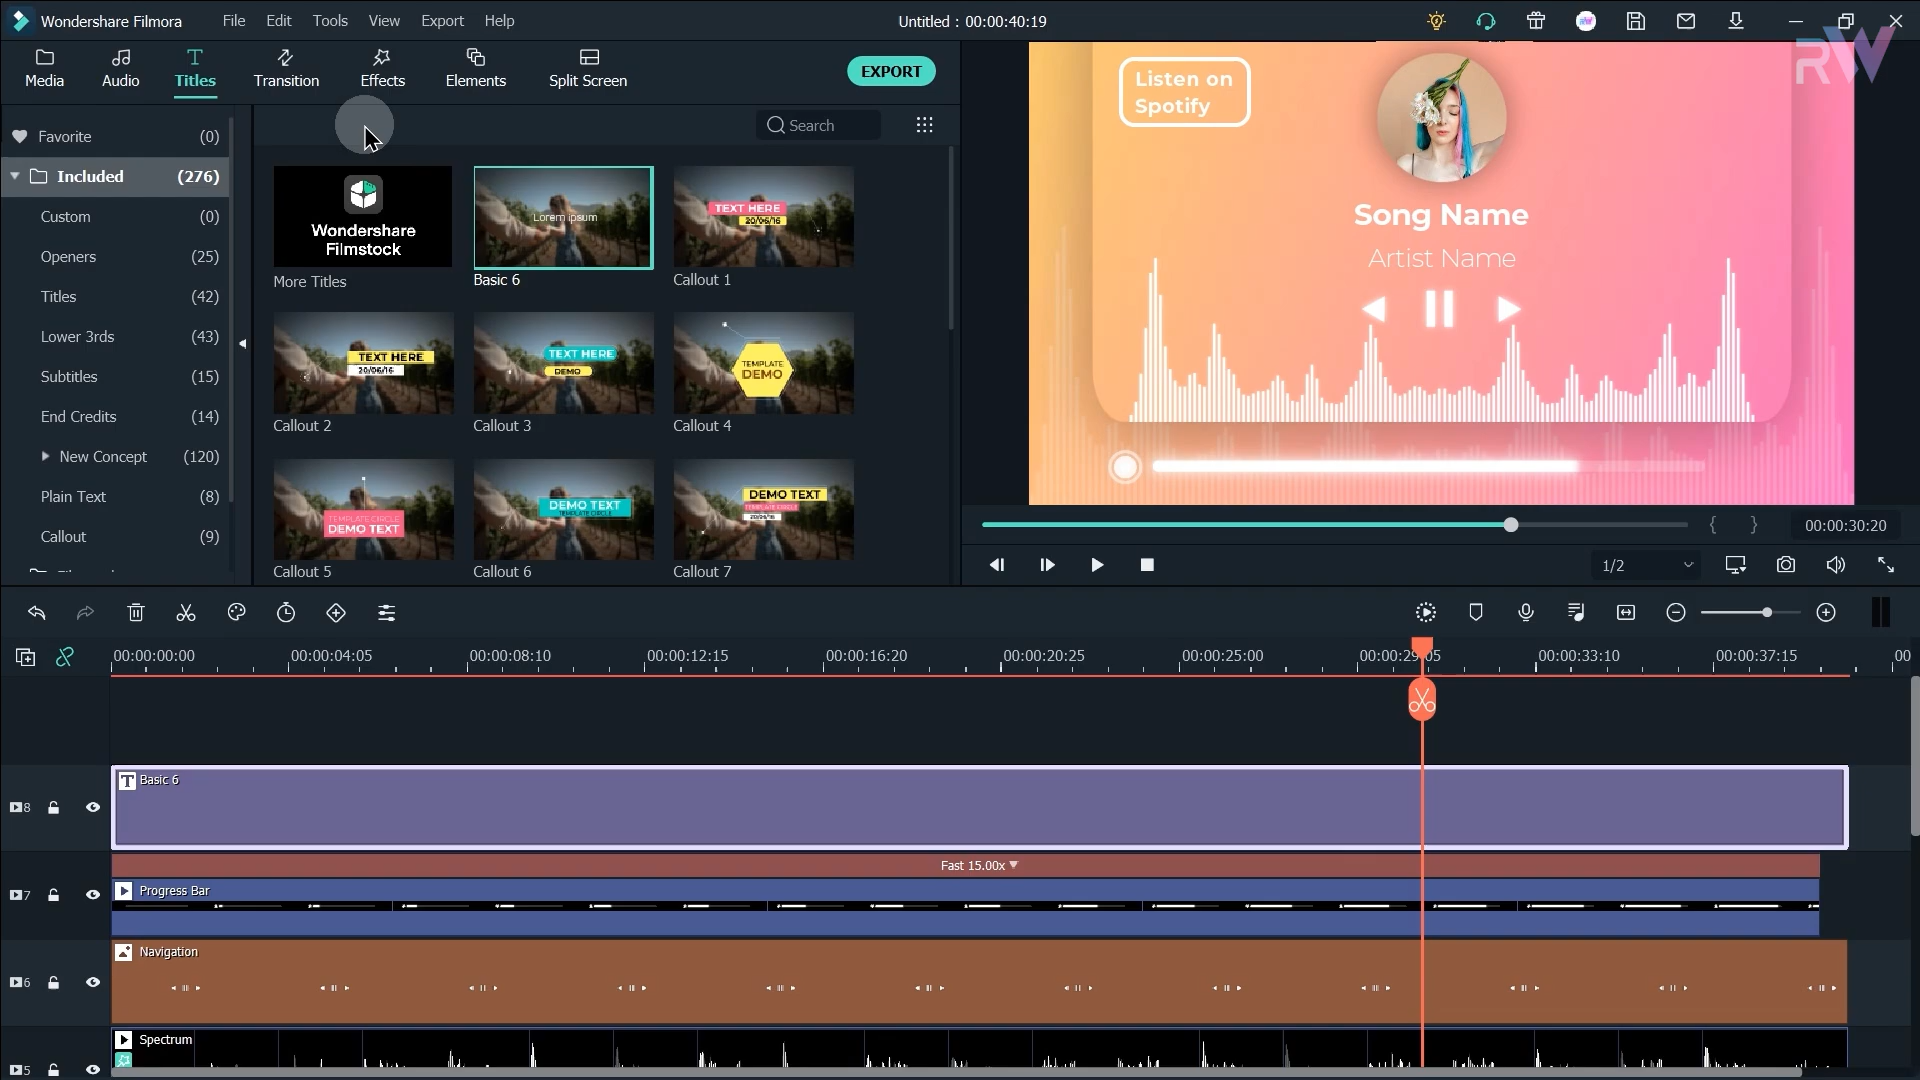 Wondershare Filmora File Edit Tools View Export Help Untitled : 00:00:40:19
Media Audio Titles Transition Effects Elements Split Screen EXPORT
RW
Favorite (0)
Included (276)
Custom (0)
Openers (25)
Titles (42)
Lower 3rds (43)
Subtitles (15)
End Credits (14)
New Concept (120)
Plain Text (8)
Callout (9)
Search
Wondershare
Filmstock
More Titles
Lorem ipsum
Basic 6
TEXT HERE
20/06/16
Callout 1
TEXT HERE
20/06/16
Callout 2
TEXT HERE
DEMO
Callout 3
TEMPLATE
DEMO
Callout 4
TEMPLATE CIRCLE
DEMO TEXT
Callout 5
DEMO TEXT
TEMPLATE CIRCLE
Callout 6
DEMO TEXT
TEMPLATE CIRCLE
20/06/16
Callout 7
Listen on
Spotify
Song Name
Artist Name
00:00:30:20
1/2
00:00:00:00 00:00:04:05 00:00:08:10 00:00:12:15 00:00:16:20 00:00:20:25 00:00:25:00 00:00:29:05 00:00:33:10 00:00:37:15 00
8 Basic 6
Fast 15.00x
7 Progress Bar
6 Navigation
5 Spectrum